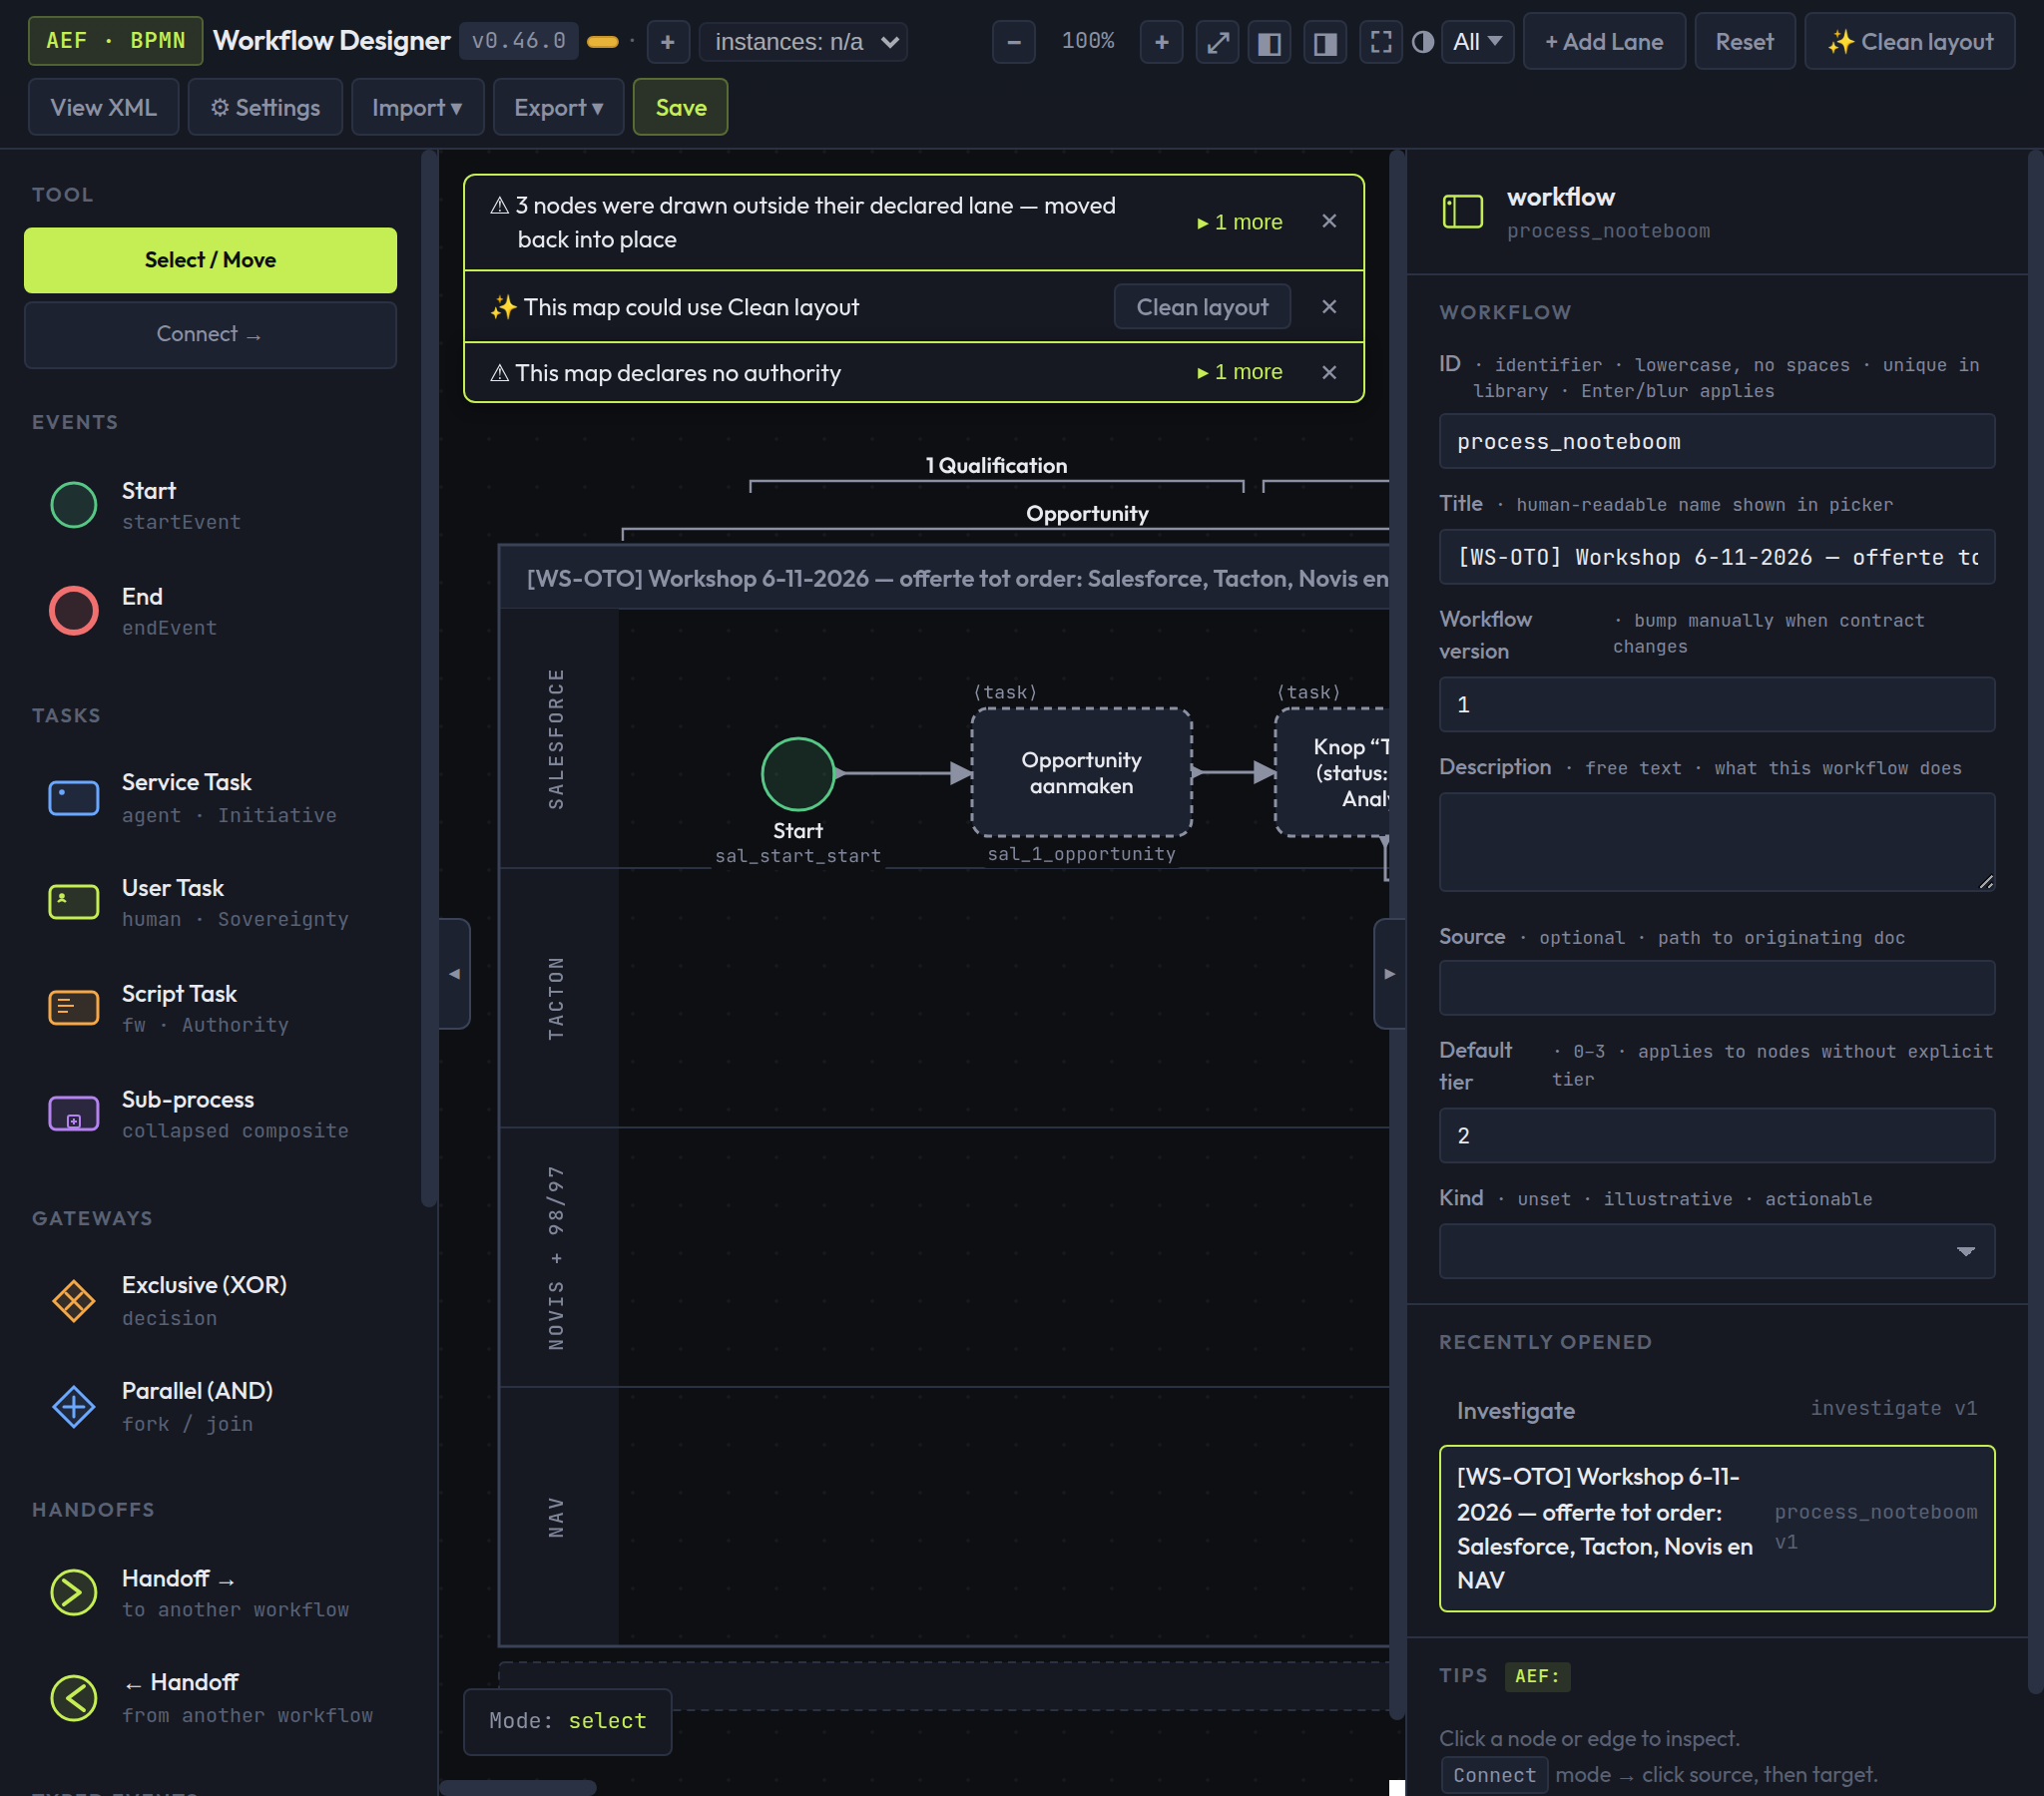 AEF · BPMN Workflow Designer v0.46.0 · + instances: n/a − 100% + All + Add Lane Reset ✨ Clean layout
View XML ⚙ Settings Import ▾ Export ▾ Save
TOOL
Select / Move
Connect →
EVENTS
Start
startEvent
End
endEvent
TASKS
Service Task
agent · Initiative
User Task
human · Sovereignty
Script Task
fw · Authority
Sub-process
collapsed composite
GATEWAYS
Exclusive (XOR)
decision
Parallel (AND)
fork / join
HANDOFFS
Handoff →
to another workflow
← Handoff
from another workflow
⚠ 3 nodes were drawn outside their declared lane — moved
back into place
▸ 1 more ✕
✨ This map could use Clean layout
Clean layout ✕
⚠ This map declares no authority
▸ 1 more ✕
1 Qualification
Opportunity
[WS-OTO] Workshop 6-11-2026 — offerte tot order: Salesforce, Tacton, Novis en
SALESFORCE
⟨task⟩
⟨task⟩
Opportunity
aanmaken
Knop “T
(status:
Analy
Start
sal_start_start
sal_1_opportunity
TACTON
NOVIS + 98/97
NAV
◂
▸
Mode: select
workflow
process_nooteboom
WORKFLOW
ID · identifier · lowercase, no spaces · unique in
library · Enter/blur applies
process_nooteboom
Title · human-readable name shown in picker
[WS-OTO] Workshop 6-11-2026 — offerte to
Workflow
version
· bump manually when contract
changes
1
Description · free text · what this workflow does
Source · optional · path to originating doc
Default
tier
· 0–3 · applies to nodes without explicit
tier
2
Kind · unset · illustrative · actionable
RECENTLY OPENED
Investigate
investigate v1
[WS-OTO] Workshop 6-11-
2026 — offerte tot order:
Salesforce, Tacton, Novis en
NAV
process_nooteboom
v1
TIPS AEF:
Click a node or edge to inspect.
Connect mode → click source, then target.